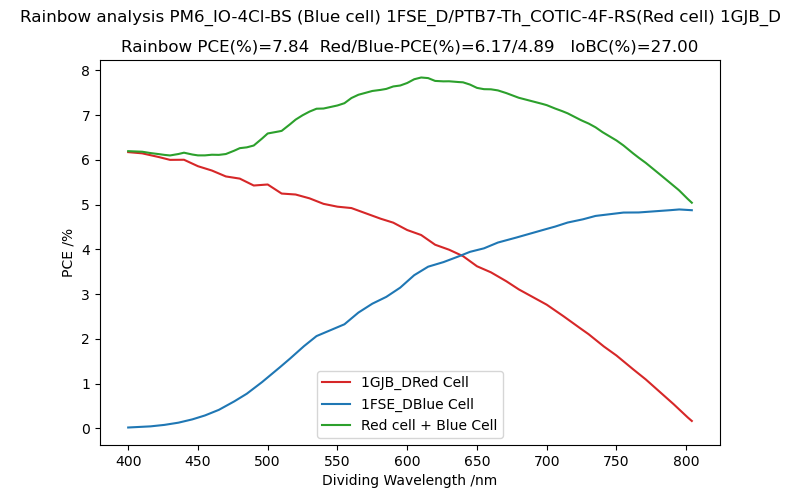 Rainbow analysis PM6_IO-4Cl-BS (Blue cell) 1FSE_D/PTB7-Th_COTIC-4F-RS(Red cell) 1GJB_D
Rainbow PCE(%)=7.84  Red/Blue-PCE(%)=6.17/4.89   IoBC(%)=27.00
8
7
6
5
4
3
2
1
0
PCE /%
1GJB_DRed Cell
1FSE_DBlue Cell
Red cell + Blue Cell
400 450 500 550 600 650 700 750 800
Dividing Wavelength /nm